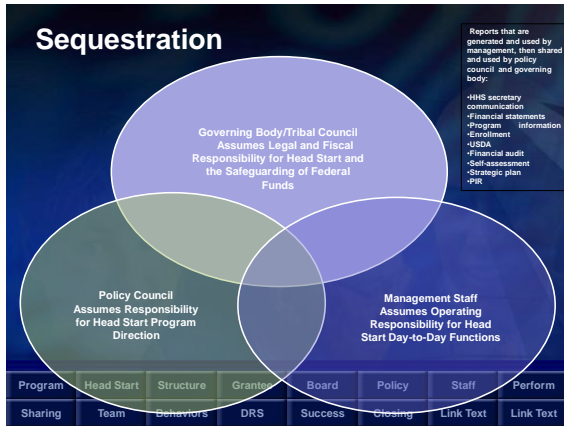 Sequestration
Reports that are
generated and used by
management, then shared
and used by policy
council and governing
body:
•HHS secretary
communication
•Financial statements
•Program information
•Enrollment
•USDA
•Financial audit
•Self-assessment
•Strategic plan
•PIR
Governing Body/Tribal Council
Assumes Legal and Fiscal
Responsibility for Head Start and
the Safeguarding of Federal
Funds
Policy Council
Assumes Responsibility
for Head Start Program
Direction
Management Staff
Assumes Operating
Responsibility for Head
Start Day-to-Day Functions
Program Head Start Structure Grantee Board Policy Staff Perform
Sharing Team Behaviors DRS Success Closing Link Text Link Text